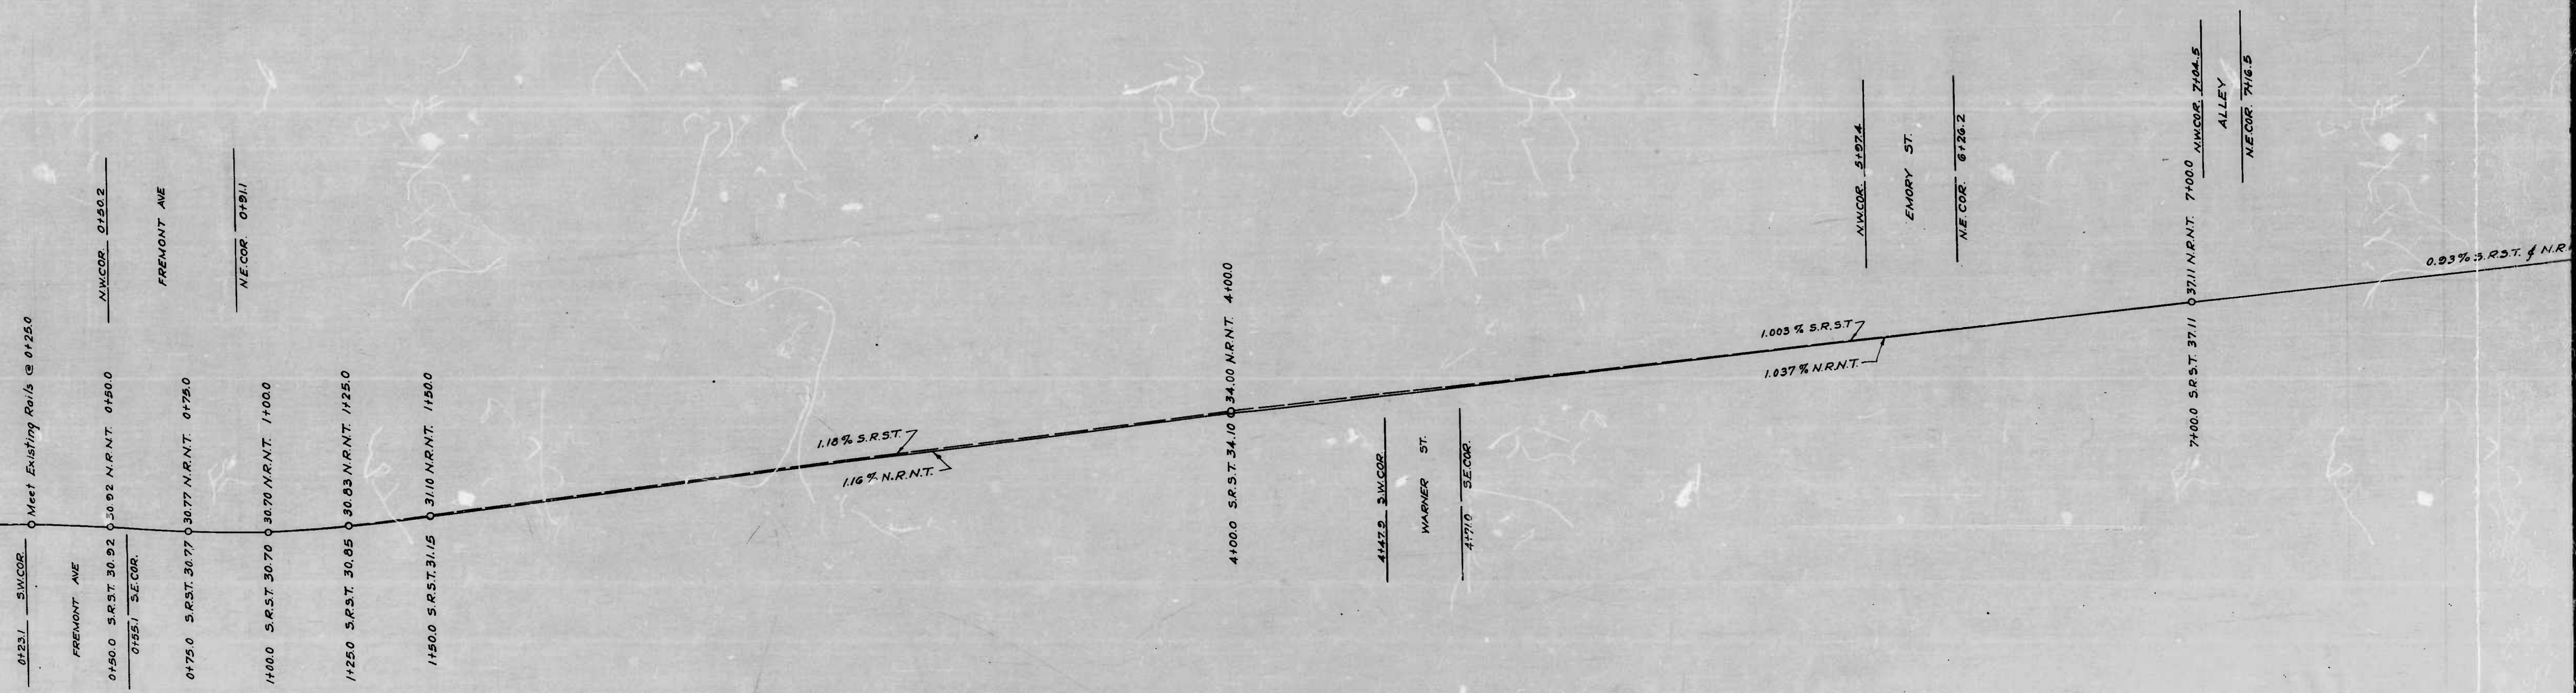 0+23.1 S.W.COR.
Meet Existing Rails @ 0+25.0
FREMONT AVE
N.W.COR. 0+50.2
0+50.0 S.R.S.T. 30.92
30.92 N.R.N.T. 0+50.0
0+55.1 S.E.COR.
FREMONT AVE
0+75.0 S.R.S.T. 30.77
30.77 N.R.N.T. 0+75.0
N.E.COR. 0+91.1
1+00.0 S.R.S.T. 30.70
30.70 N.R.N.T. 1+00.0
1+25.0 S.R.S.T. 30.85
30.83 N.R.N.T. 1+25.0
1+50.0 S.R.S.T. 31.15
31.10 N.R.N.T. 1+50.0
1.18% S.R.S.T.
1.16% N.R.N.T.
4+00.0 S.R.S.T. 34.10
34.00 N.R.N.T. 4+00.0
4+47.9 S.W.COR.
WARNER ST.
4+71.0 S.E.COR.
1.003% S.R.S.T
1.037% N.R.N.T.
N.W.COR. 5+97.4
EMORY ST.
N.E.COR. 6+26.2
7+00.0 S.R.S.T. 37.11
37.11 N.R.N.T. 7+00.0
N.W.COR. 7+04.5
ALLEY
N.E.COR. 7+16.5
0.93% S.R.S.T. & N.R.